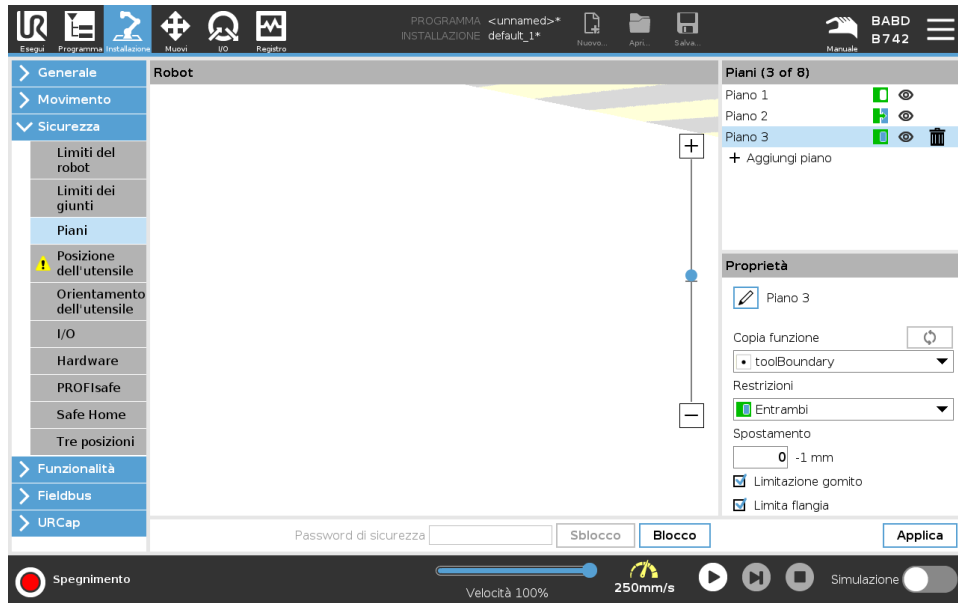 PROGRAMMA <unnamed>*
INSTALLAZIONE default_1*
Esegui Programma Installazione Muovi I/O Registro Nuovo... Apri... Salva... Manuale
BABD
B742
Generale
Movimento
Sicurezza
Limiti del
robot
Limiti dei
giunti
Piani
Posizione
dell'utensile
Orientamento
dell'utensile
I/O
Hardware
PROFIsafe
Safe Home
Tre posizioni
Funzionalità
Fieldbus
URCap
Robot
Piani (3 of 8)
Piano 1
Piano 2
Piano 3
+ Aggiungi piano
Proprietà
Piano 3
Copia funzione
toolBoundary
Restrizioni
Entrambi
Spostamento
0 -1 mm
Limitazione gomito
Limita flangia
Password di sicurezza Sblocco Blocco Applica
Spegnimento
Velocità 100%
250mm/s
Simulazione